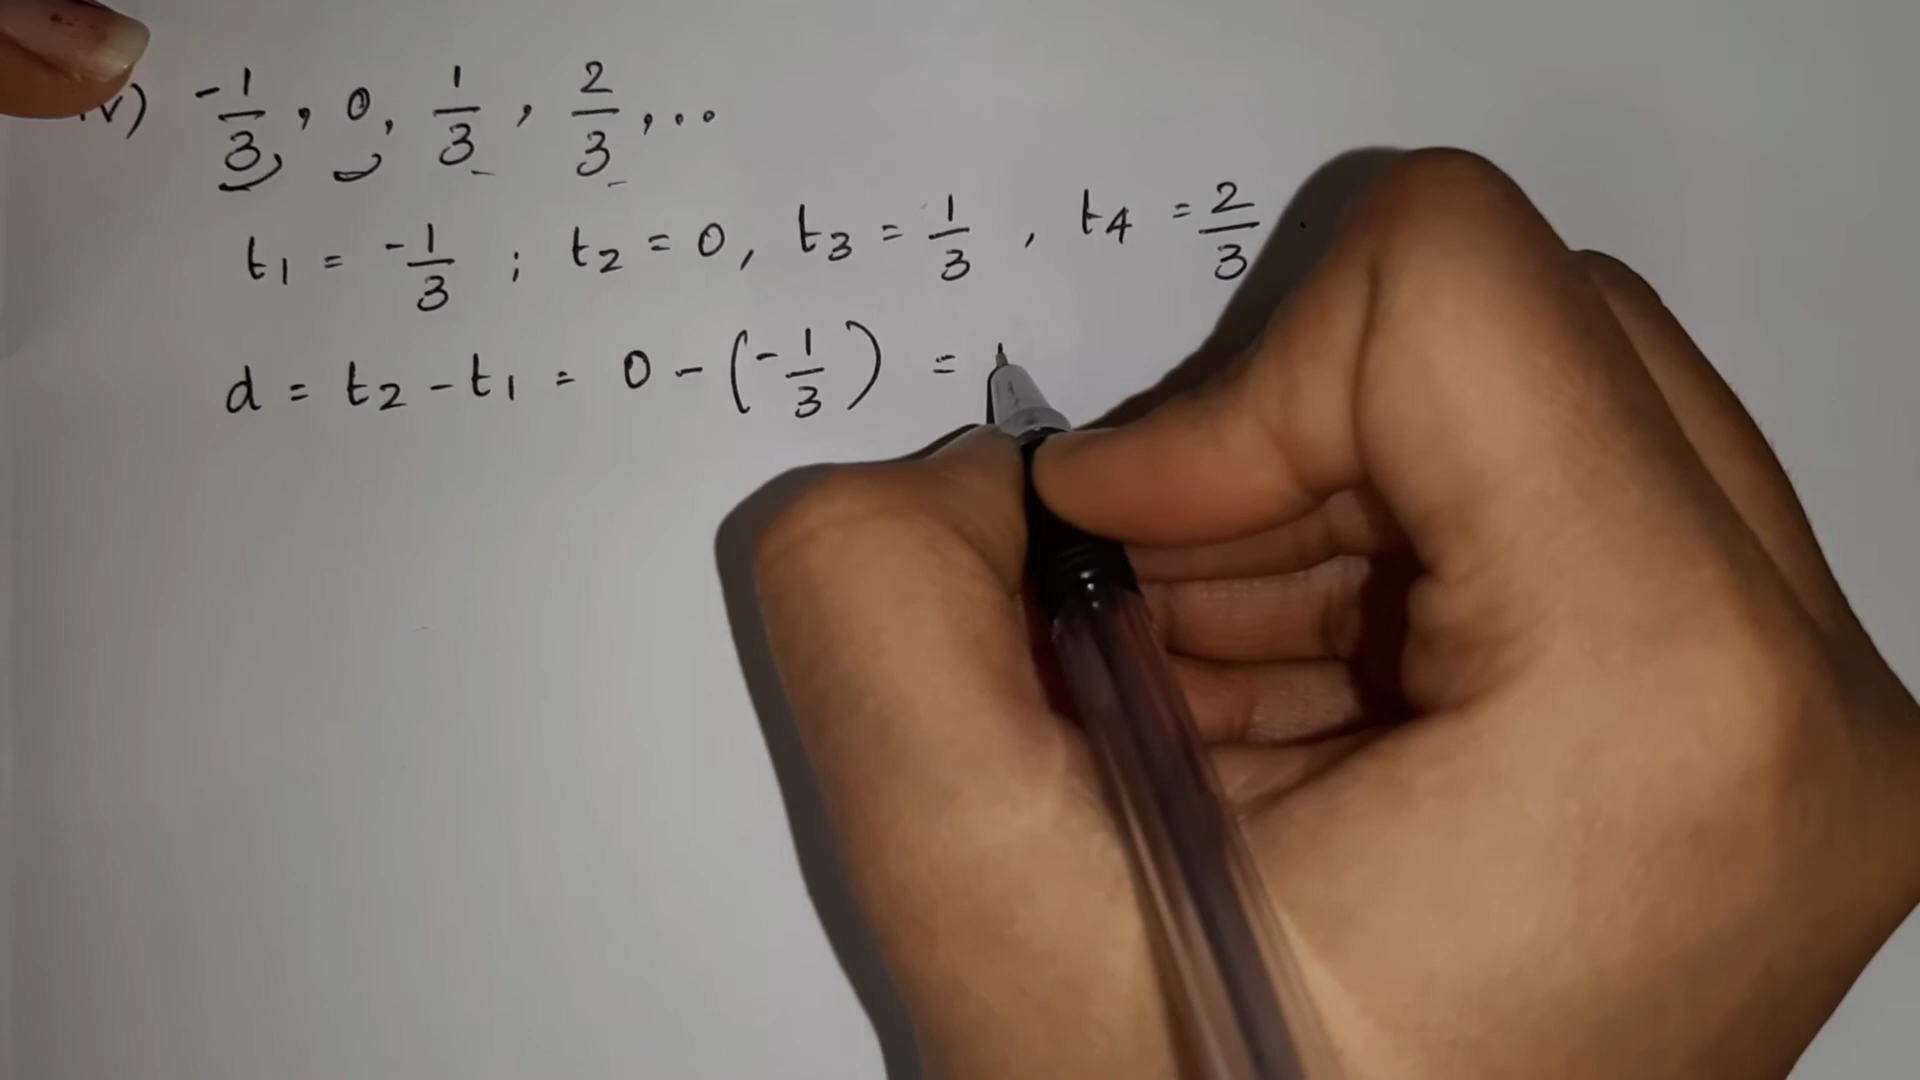 v) -1/3, 0, 1/3, 2/3, ...
t1 = -1/3 ; t2 = 0, t3 = 1/3, t4 = 2/3
d = t2 - t1 = 0 - (-1/3) =